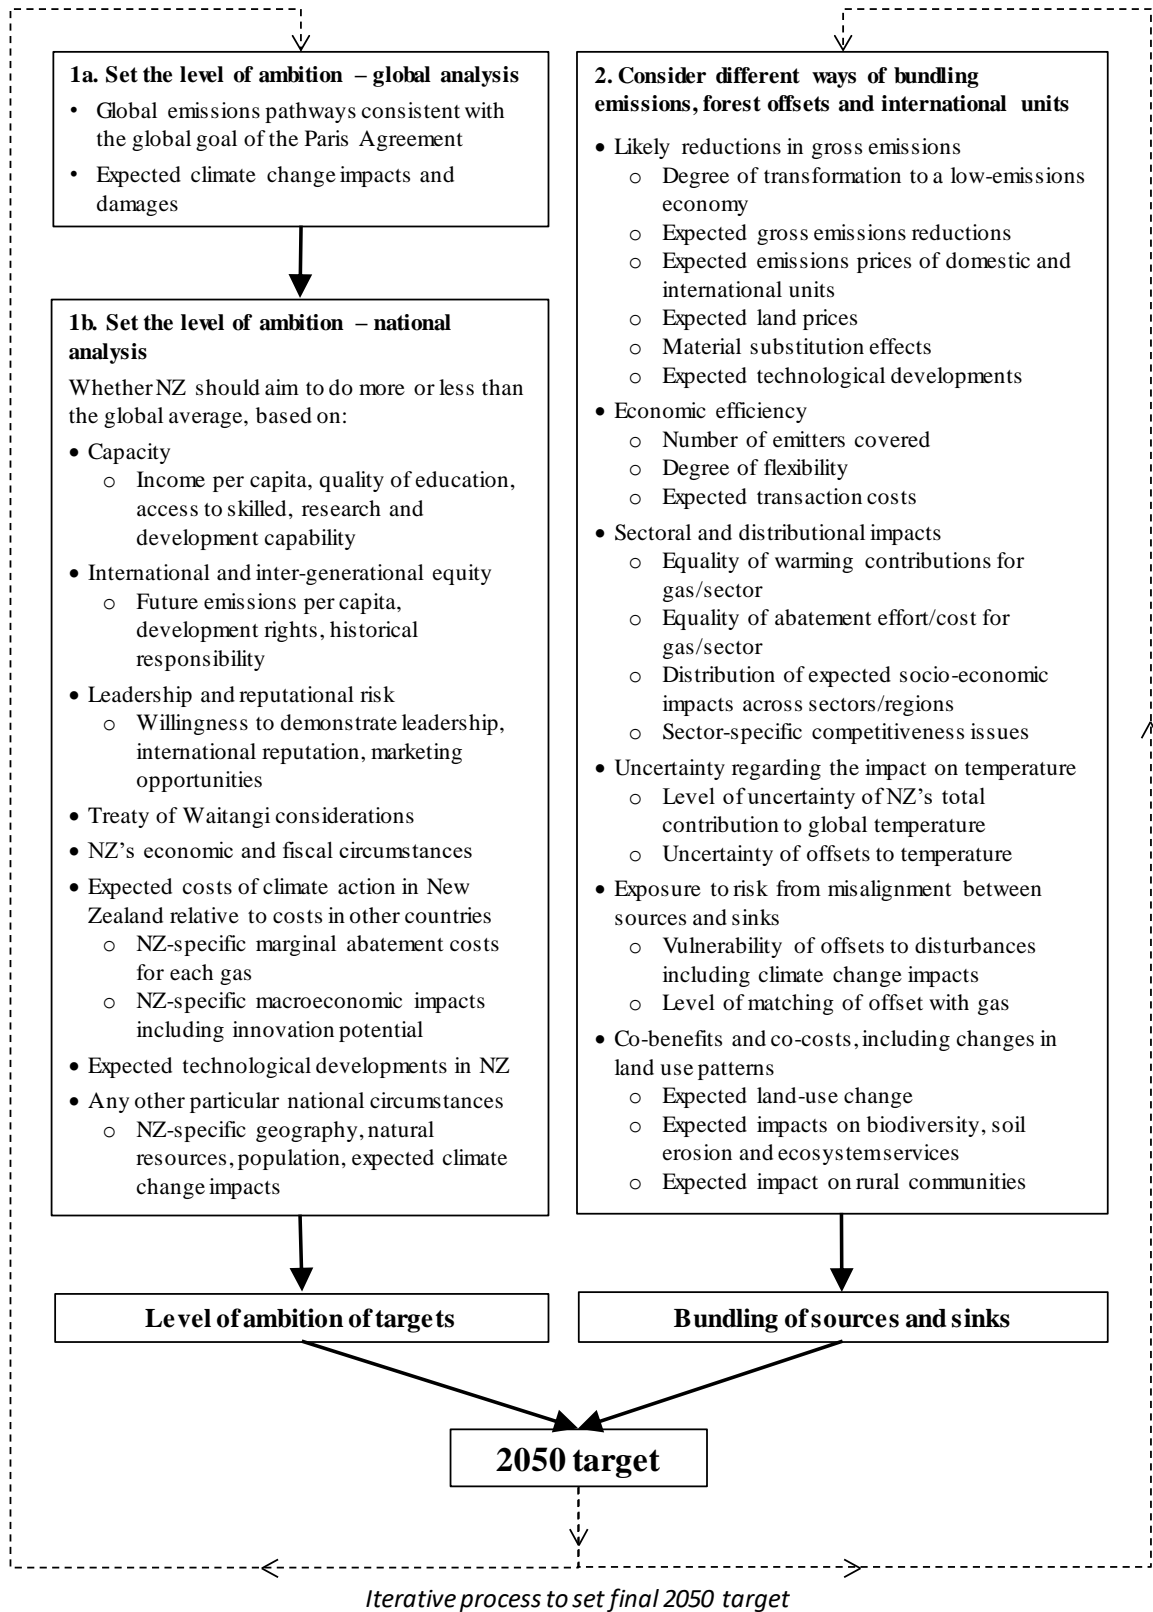 1a. Set the level of ambition – global analysis
• Global emissions pathways consistent with
the global goal of the Paris Agreement
• Expected climate change impacts and
damages
1b. Set the level of ambition – national
analysis
Whether NZ should aim to do more or less than
the global average, based on:
• Capacity
o Income per capita, quality of education,
access to skilled, research and
development capability
• International and inter-generational equity
o Future emissions per capita,
development rights, historical
responsibility
• Leadership and reputational risk
o Willingness to demonstrate leadership,
international reputation, marketing
opportunities
• Treaty of Waitangi considerations
• NZ's economic and fiscal circumstances
• Expected costs of climate action in New
Zealand relative to costs in other countries
o NZ-specific marginal abatement costs
for each gas
o NZ-specific macroeconomic impacts
including innovation potential
• Expected technological developments in NZ
• Any other particular national circumstances
o NZ-specific geography, natural
resources, population, expected climate
change impacts
2. Consider different ways of bundling
emissions, forest offsets and international units
• Likely reductions in gross emissions
o Degree of transformation to a low-emissions
economy
o Expected gross emissions reductions
o Expected emissions prices of domestic and
international units
o Expected land prices
o Material substitution effects
o Expected technological developments
• Economic efficiency
o Number of emitters covered
o Degree of flexibility
o Expected transaction costs
• Sectoral and distributional impacts
o Equality of warming contributions for
gas/sector
o Equality of abatement effort/cost for
gas/sector
o Distribution of expected socio-economic
impacts across sectors/regions
o Sector-specific competitiveness issues
• Uncertainty regarding the impact on temperature
o Level of uncertainty of NZ's total
contribution to global temperature
o Uncertainty of offsets to temperature
• Exposure to risk from misalignment between
sources and sinks
o Vulnerability of offsets to disturbances
including climate change impacts
o Level of matching of offset with gas
• Co-benefits and co-costs, including changes in
land use patterns
o Expected land-use change
o Expected impacts on biodiversity, soil
erosion and ecosystem services
o Expected impact on rural communities
Level of ambition of targets
Bundling of sources and sinks
2050 target
Iterative process to set final 2050 target